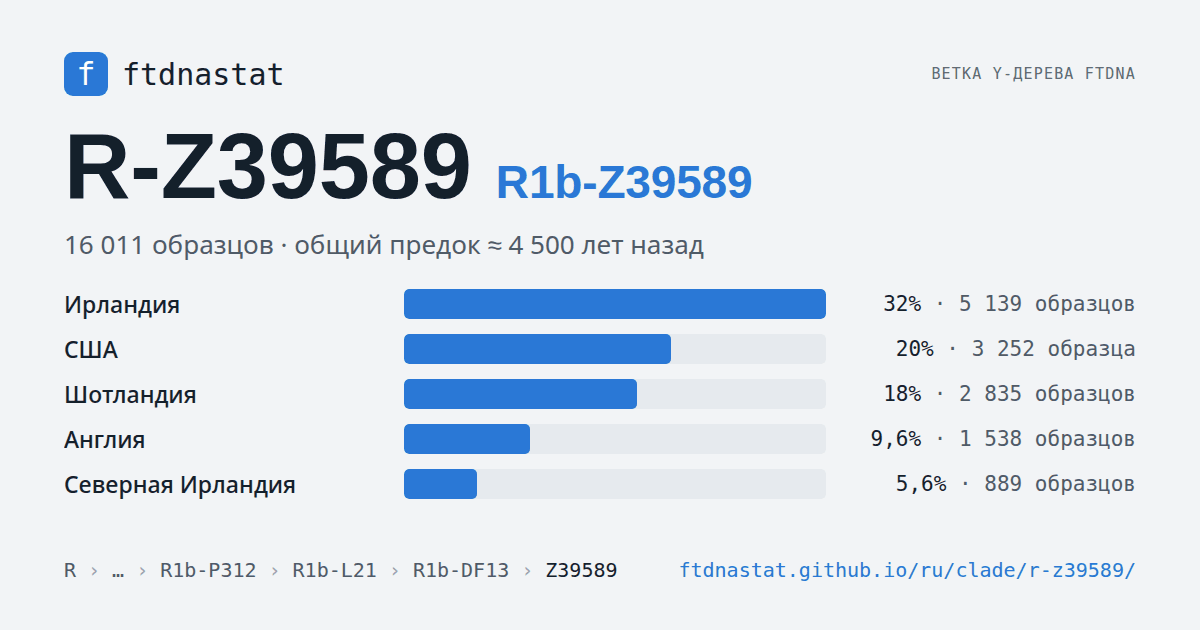 f ftdnastat
ВЕТКА Y-ДЕРЕВА FTDNA
R-Z39589 R1b-Z39589
16 011 образцов · общий предок ≈ 4 500 лет назад
Ирландия 32% · 5 139 образцов
США 20% · 3 252 образца
Шотландия 18% · 2 835 образцов
Англия 9,6% · 1 538 образцов
Северная Ирландия 5,6% · 889 образцов
R › … › R1b-P312 › R1b-L21 › R1b-DF13 › Z39589
ftdnastat.github.io/ru/clade/r-z39589/